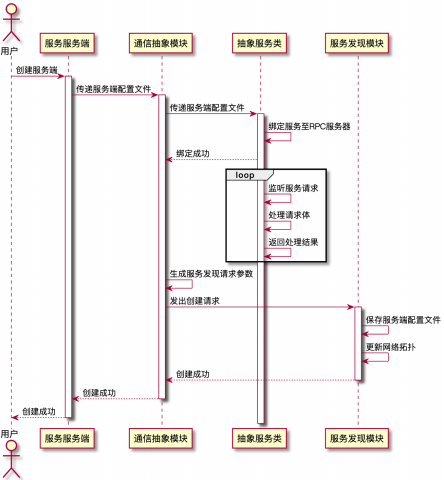 用户
服务服务端
通信抽象模块
抽象服务类
服务发现模块
创建服务端
传递服务端配置文件
传递服务端配置文件
绑定服务至RPC服务器
绑定成功
loop
监听服务请求
处理请求体
返回处理结果
生成服务发现请求参数
发出创建请求
保存服务端配置文件
更新网络拓扑
创建成功
创建成功
创建成功
用户
服务服务端
通信抽象模块
抽象服务类
服务发现模块